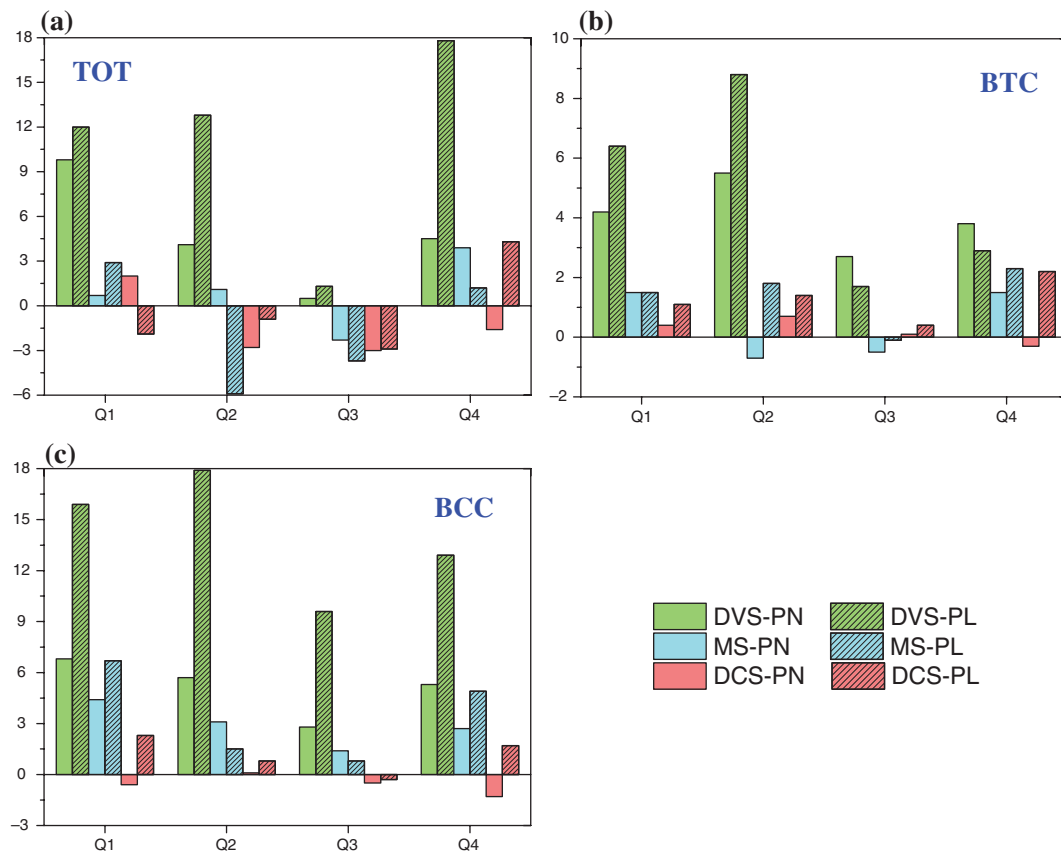 (a)
TOT
18
15
12
9
6
3
0
−3
−6
Q1 Q2 Q3 Q4
(b)
BTC
10
8
6
4
2
0
−2
Q1 Q2 Q3 Q4
(c)
BCC
18
15
12
9
6
3
0
−3
Q1 Q2 Q3 Q4
DVS-PN DVS-PL
MS-PN MS-PL
DCS-PN DCS-PL